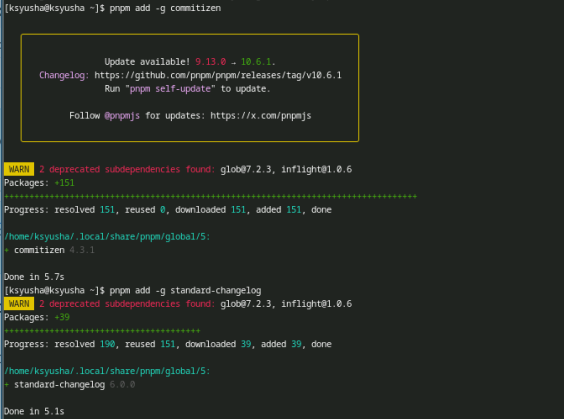 [ksyusha@ksyusha ~]$ pnpm add -g commitizen
Update available! 9.13.0 → 10.6.1.
Changelog: https://github.com/pnpm/pnpm/releases/tag/v10.6.1
Run "pnpm self-update" to update.
Follow @pnpmjs for updates: https://x.com/pnpmjs
WARN 2 deprecated subdependencies found: glob@7.2.3, inflight@1.0.6
Packages: +151
++++++++++++++++++++++++++++++++++++++++++++++++++++++++++++++++++++++++++++++++++
Progress: resolved 151, reused 0, downloaded 151, added 151, done
/home/ksyusha/.local/share/pnpm/global/5:
+ commitizen 4.3.1
Done in 5.7s
[ksyusha@ksyusha ~]$ pnpm add -g standard-changelog
WARN 2 deprecated subdependencies found: glob@7.2.3, inflight@1.0.6
Packages: +39
+++++++++++++++++++++++++++++++++++++++
Progress: resolved 190, reused 151, downloaded 39, added 39, done
/home/ksyusha/.local/share/pnpm/global/5:
+ standard-changelog 6.0.0
Done in 5.1s